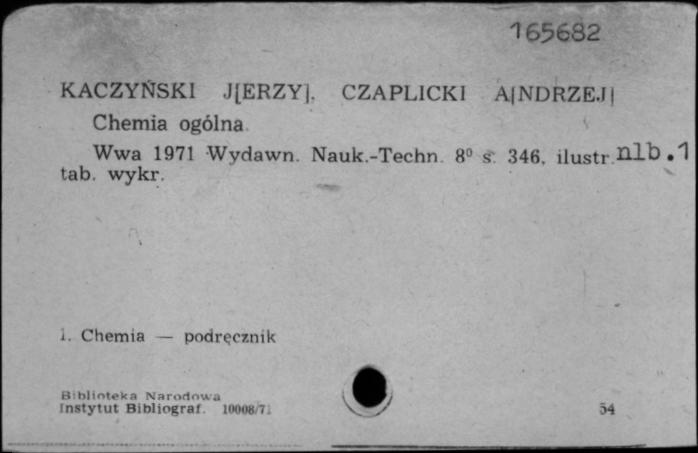 165682
KACZYŃSKI J[ERZY], CZAPLICKI A[NDRZEJ]
Chemia ogólna.
Wwa 1971 Wydawn. Nauk.-Techn. 8⁰ s. 346, ilustr. nlb. 1
tab. wykr.
1. Chemia — podręcznik
Biblioteka Narodowa
Instytut Bibliograf. 10008/71
54